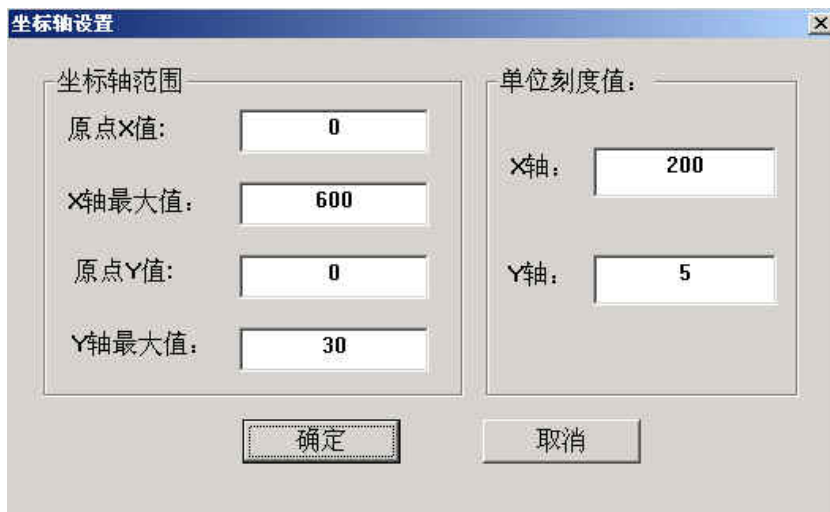 坐标轴设置
坐标轴范围
原点X值:
0
X轴最大值：
600
原点Y值:
0
Y轴最大值：
30
单位刻度值：
X轴：
200
Y轴：
5
确定
取消